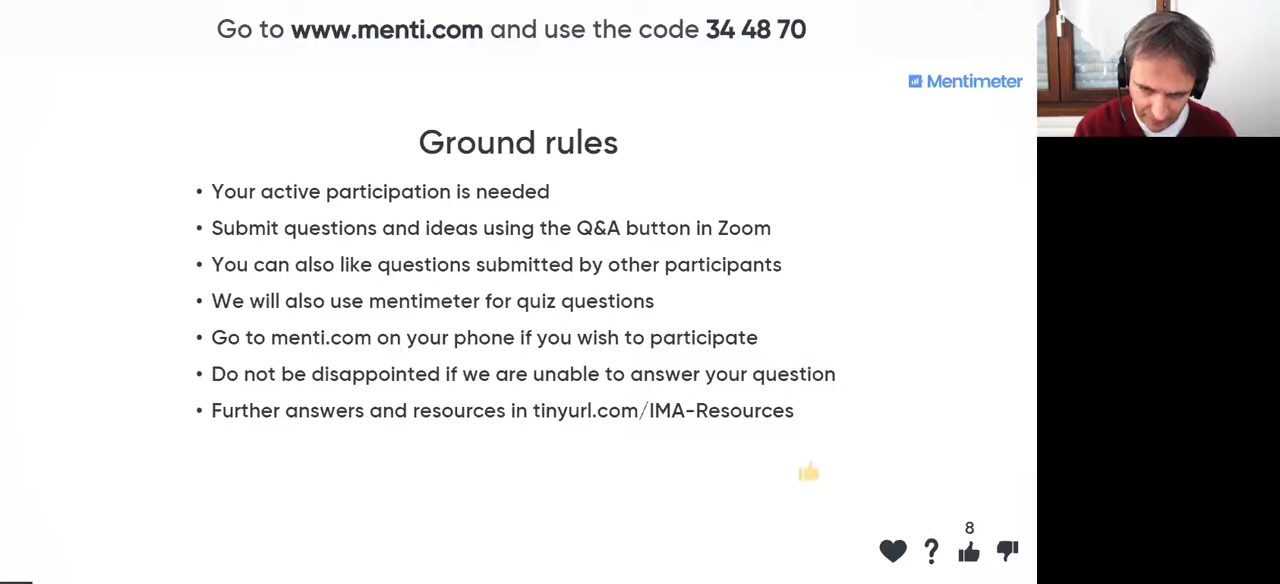 Go to www.menti.com and use the code 34 48 70
Mentimeter
Ground rules
• Your active participation is needed
• Submit questions and ideas using the Q&A button in Zoom
• You can also like questions submitted by other participants
• We will also use mentimeter for quiz questions
• Go to menti.com on your phone if you wish to participate
• Do not be disappointed if we are unable to answer your question
• Further answers and resources in tinyurl.com/IMA-Resources
8